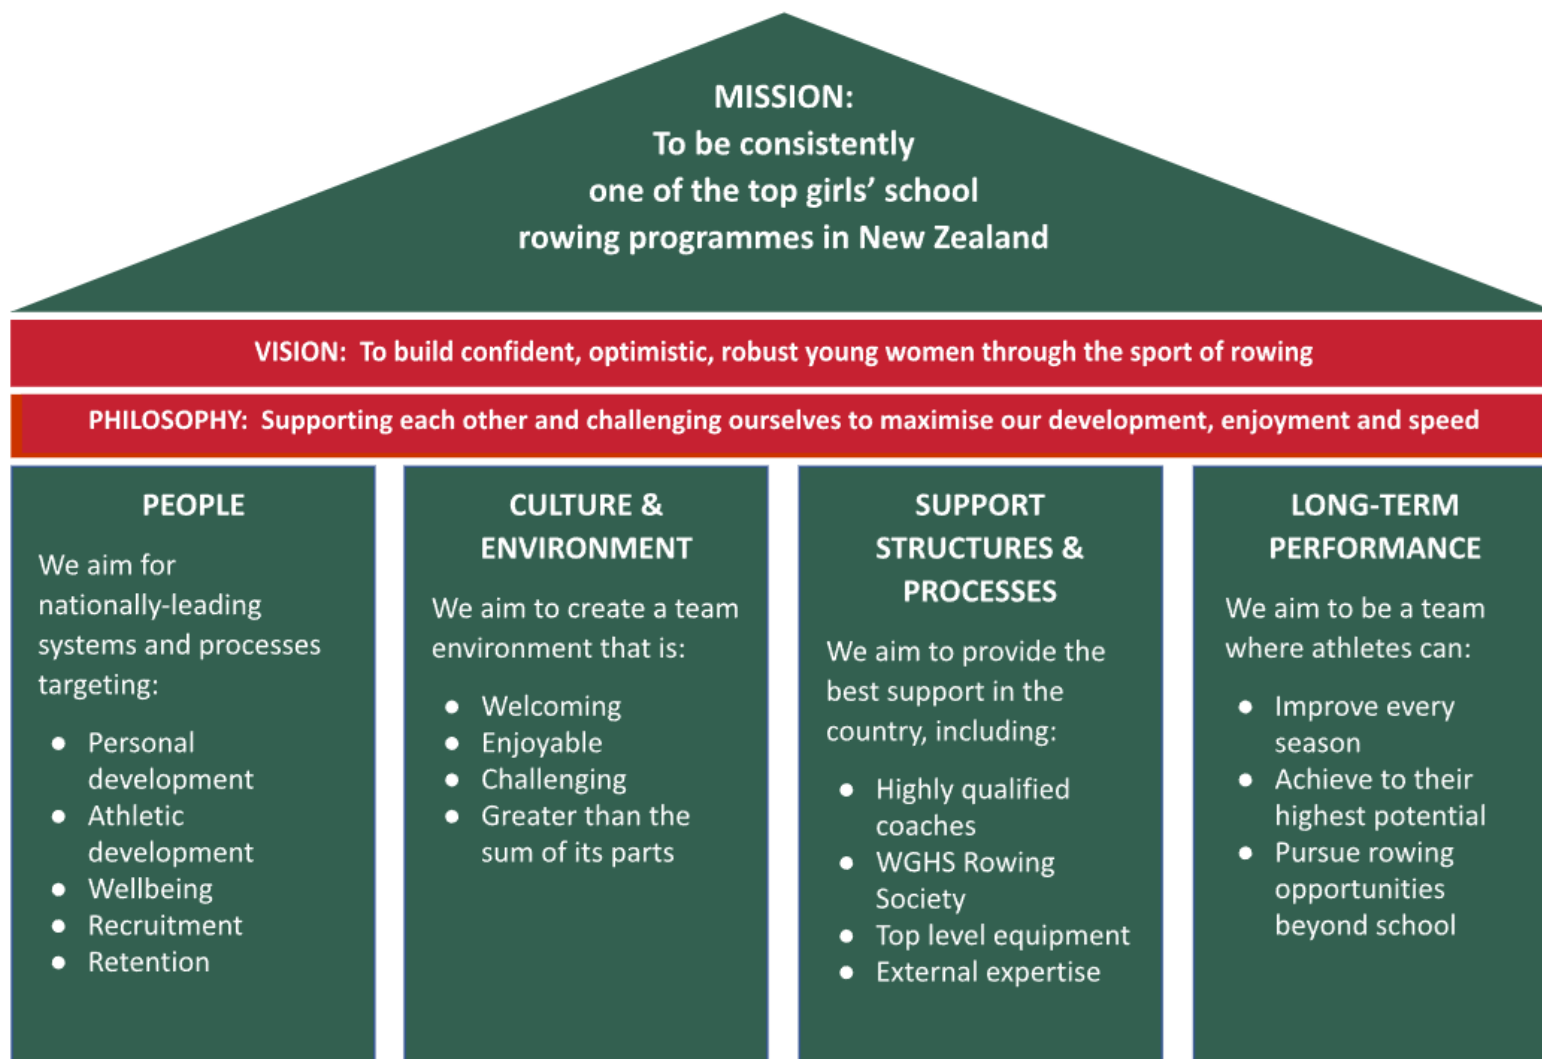 MISSION:
To be consistently
one of the top girls’ school
rowing programmes in New Zealand
VISION:  To build confident, optimistic, robust young women through the sport of rowing
PHILOSOPHY:  Supporting each other and challenging ourselves to maximise our development, enjoyment and speed
PEOPLE
We aim for
nationally-leading
systems and processes
targeting:
● Personal
development
● Athletic
development
● Wellbeing
● Recruitment
● Retention
CULTURE &
ENVIRONMENT
We aim to create a team
environment that is:
● Welcoming
● Enjoyable
● Challenging
● Greater than the
sum of its parts
SUPPORT
STRUCTURES &
PROCESSES
We aim to provide the
best support in the
country, including:
● Highly qualified
coaches
● WGHS Rowing
Society
● Top level equipment
● External expertise
LONG-TERM
PERFORMANCE
We aim to be a team
where athletes can:
● Improve every
season
● Achieve to their
highest potential
● Pursue rowing
opportunities
beyond school